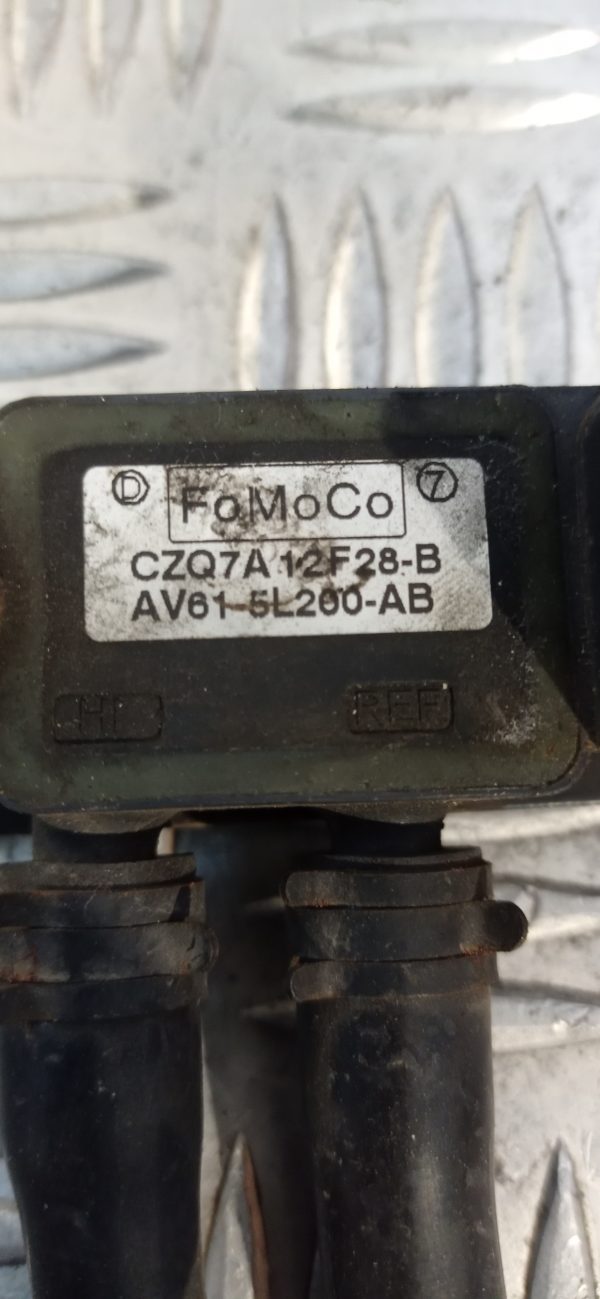 D FoMoCo 7
CZQ7A 12F28-B
AV61-5L200-AB
HI REF